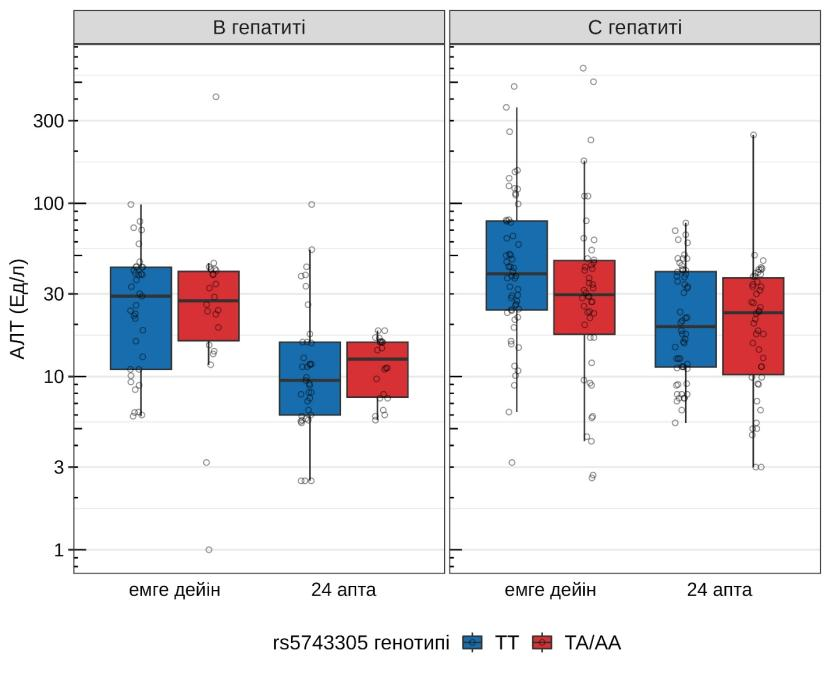 В гепатиті
С гепатиті
АЛТ (Ед/л)
300
100
30
10
3
1
емге дейін
24 апта
емге дейін
24 апта
rs5743305 генотипі
TT
TA/AA